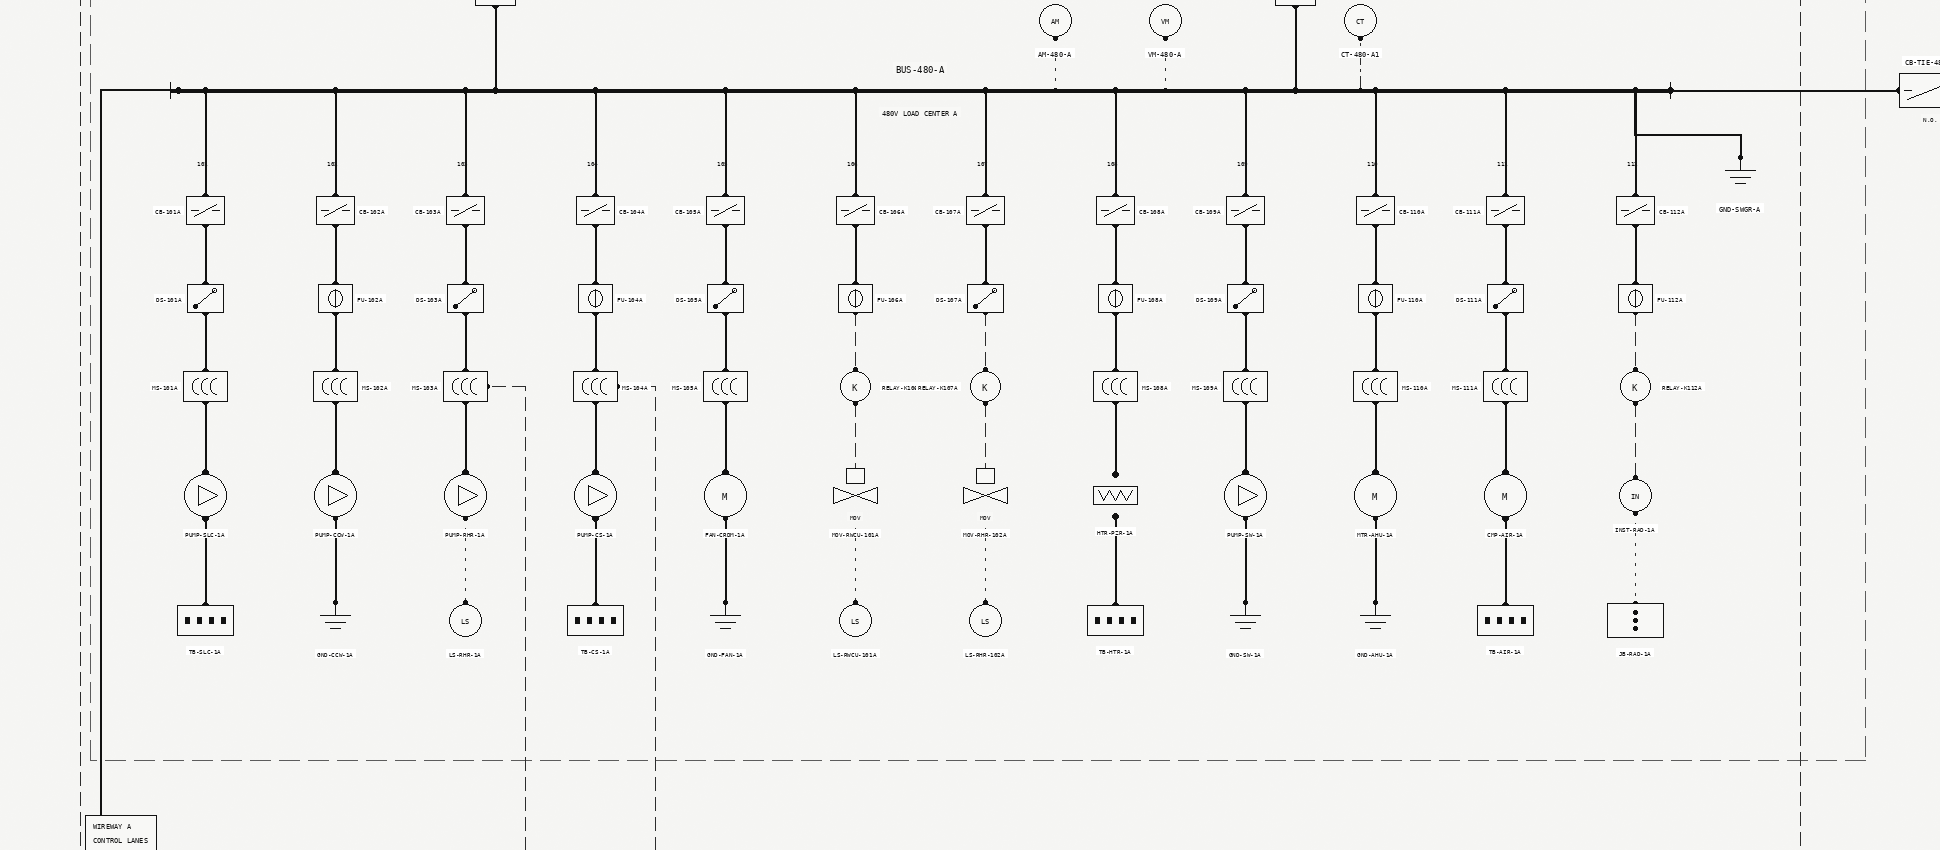 AM
VM
CT
AM-480-A
VM-480-A
CT-480-A1
CB-TIE-48
BUS-480-A
480V LOAD CENTER A
N.O.
CB-101A
CB-102A
CB-103A
CB-104A
CB-105A
CB-106A
CB-107A
CB-108A
CB-109A
CB-110A
CB-111A
CB-112A
GND-SWGR-A
DS-101A
FU-102A
DS-103A
FU-104A
DS-105A
FU-106A
DS-107A
FU-108A
DS-109A
FU-110A
DS-111A
FU-112A
MS-101A
MS-102A
MS-103A
MS-104A
MS-105A
K
RELAY-K107A
K
MS-108A
MS-109A
MS-110A
MS-111A
K
RELAY-K112A
M
M
M
IN
MOV
MOV
PUMP-SLC-1A
PUMP-CCW-1A
PUMP-RHR-1A
PUMP-CS-1A
FAN-CRDM-1A
MOV-RWCU-101A
MOV-RHR-102A
HTR-PZR-1A
PUMP-SW-1A
MTR-AHU-1A
CMP-AIR-1A
INST-RAD-1A
LS
LS
LS
TB-SLC-1A
GND-CCW-1A
LS-RHR-1A
TB-CS-1A
GND-FAN-1A
LS-RWCU-101A
LS-RHR-102A
TB-HTR-1A
GND-SW-1A
GND-AHU-1A
TB-AIR-1A
JB-RAD-1A
WIREWAY A
CONTROL LANES